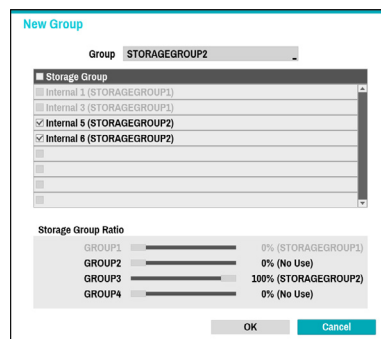 New Group
Group STORAGEGROUP2
Storage Group
Internal 1 (STORAGEGROUP1)
Internal 3 (STORAGEGROUP1)
Internal 5 (STORAGEGROUP2)
Internal 6 (STORAGEGROUP2)
Storage Group Ratio
GROUP1 0% (STORAGEGROUP1)
GROUP2 0% (No Use)
GROUP3 100% (STORAGEGROUP2)
GROUP4 0% (No Use)
OK Cancel